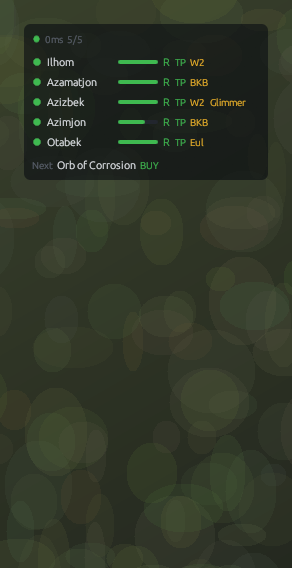 0ms 5/5
Ilhom R TP W2
Azamatjon R TP BKB
Azizbek R TP W2 Glimmer
Azimjon R TP BKB
Otabek R TP Eul
Next Orb of Corrosion BUY